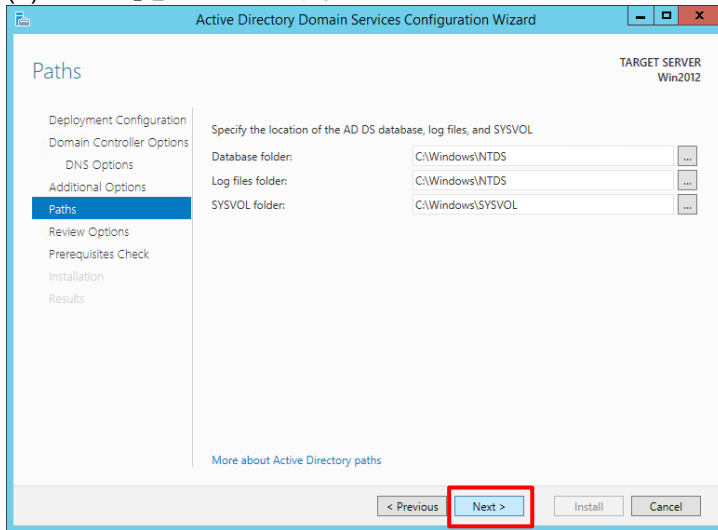 Active Directory Domain Services Configuration Wizard
Paths
TARGET SERVER
Win2012
Deployment Configuration
Domain Controller Options
DNS Options
Additional Options
Paths
Review Options
Prerequisites Check
Installation
Results
Specify the location of the AD DS database, log files, and SYSVOL
Database folder: C:\Windows\NTDS ...
Log files folder: C:\Windows\NTDS ...
SYSVOL folder: C:\Windows\SYSVOL ...
More about Active Directory paths
< Previous Next > Install Cancel